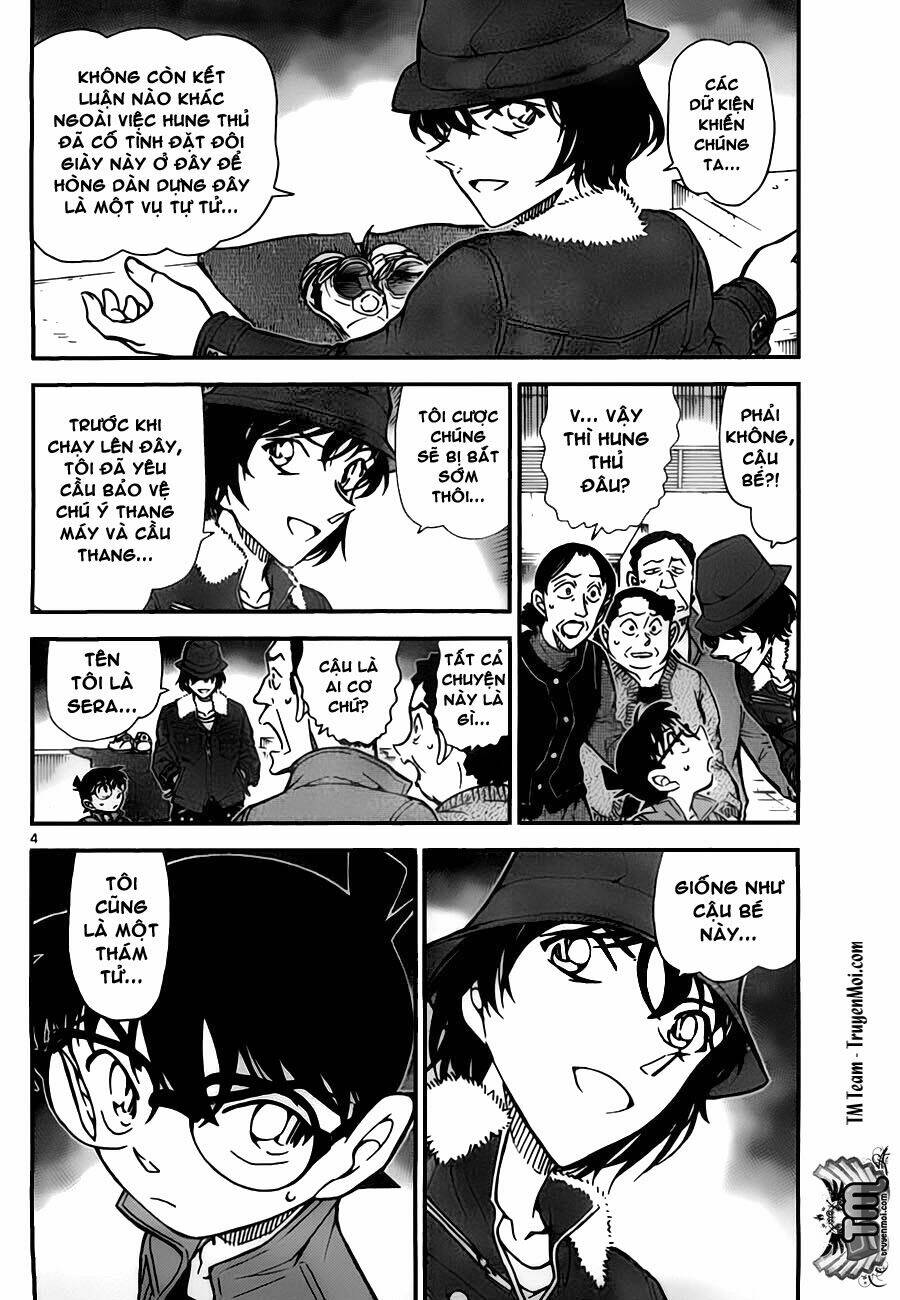 CÁC
DỮ KIỆN
KHIẾN
CHÚNG
TA...
KHÔNG CÒN KẾT
LUẬN NÀO KHÁC
NGOÀI VIỆC HUNG THỦ
ĐÃ CỐ TÌNH ĐẶT ĐÔI
GIÀY NÀY Ở ĐÂY ĐỂ
HÒNG DÀN DỰNG ĐÂY
LÀ MỘT VỤ TỰ TỬ...
PHẢI
KHÔNG,
CẬU
BÉ?!
V... VẬY
THÌ HUNG
THỦ
ĐÂU?
TÔI CƯỢC
CHÚNG
SẼ BỊ BẮT
SỚM
THÔI...
TRƯỚC KHI
CHẠY LÊN ĐÂY,
TÔI ĐÃ YÊU
CẦU BẢO VỆ
CHÚ Ý THANG
MÁY VÀ CẦU
THANG...
TẤT CẢ
CHUYỆN
NÀY LÀ
GÌ...
CẬU LÀ
AI CƠ
CHỨ?
TÊN
TÔI LÀ
SERA...
4
GIỐNG NHƯ
CẬU BÉ
NÀY...
TÔI
CŨNG
LÀ MỘT
THÁM
TỬ...
TM Team - TruyenMoi.com
TM
truyenmoi.com